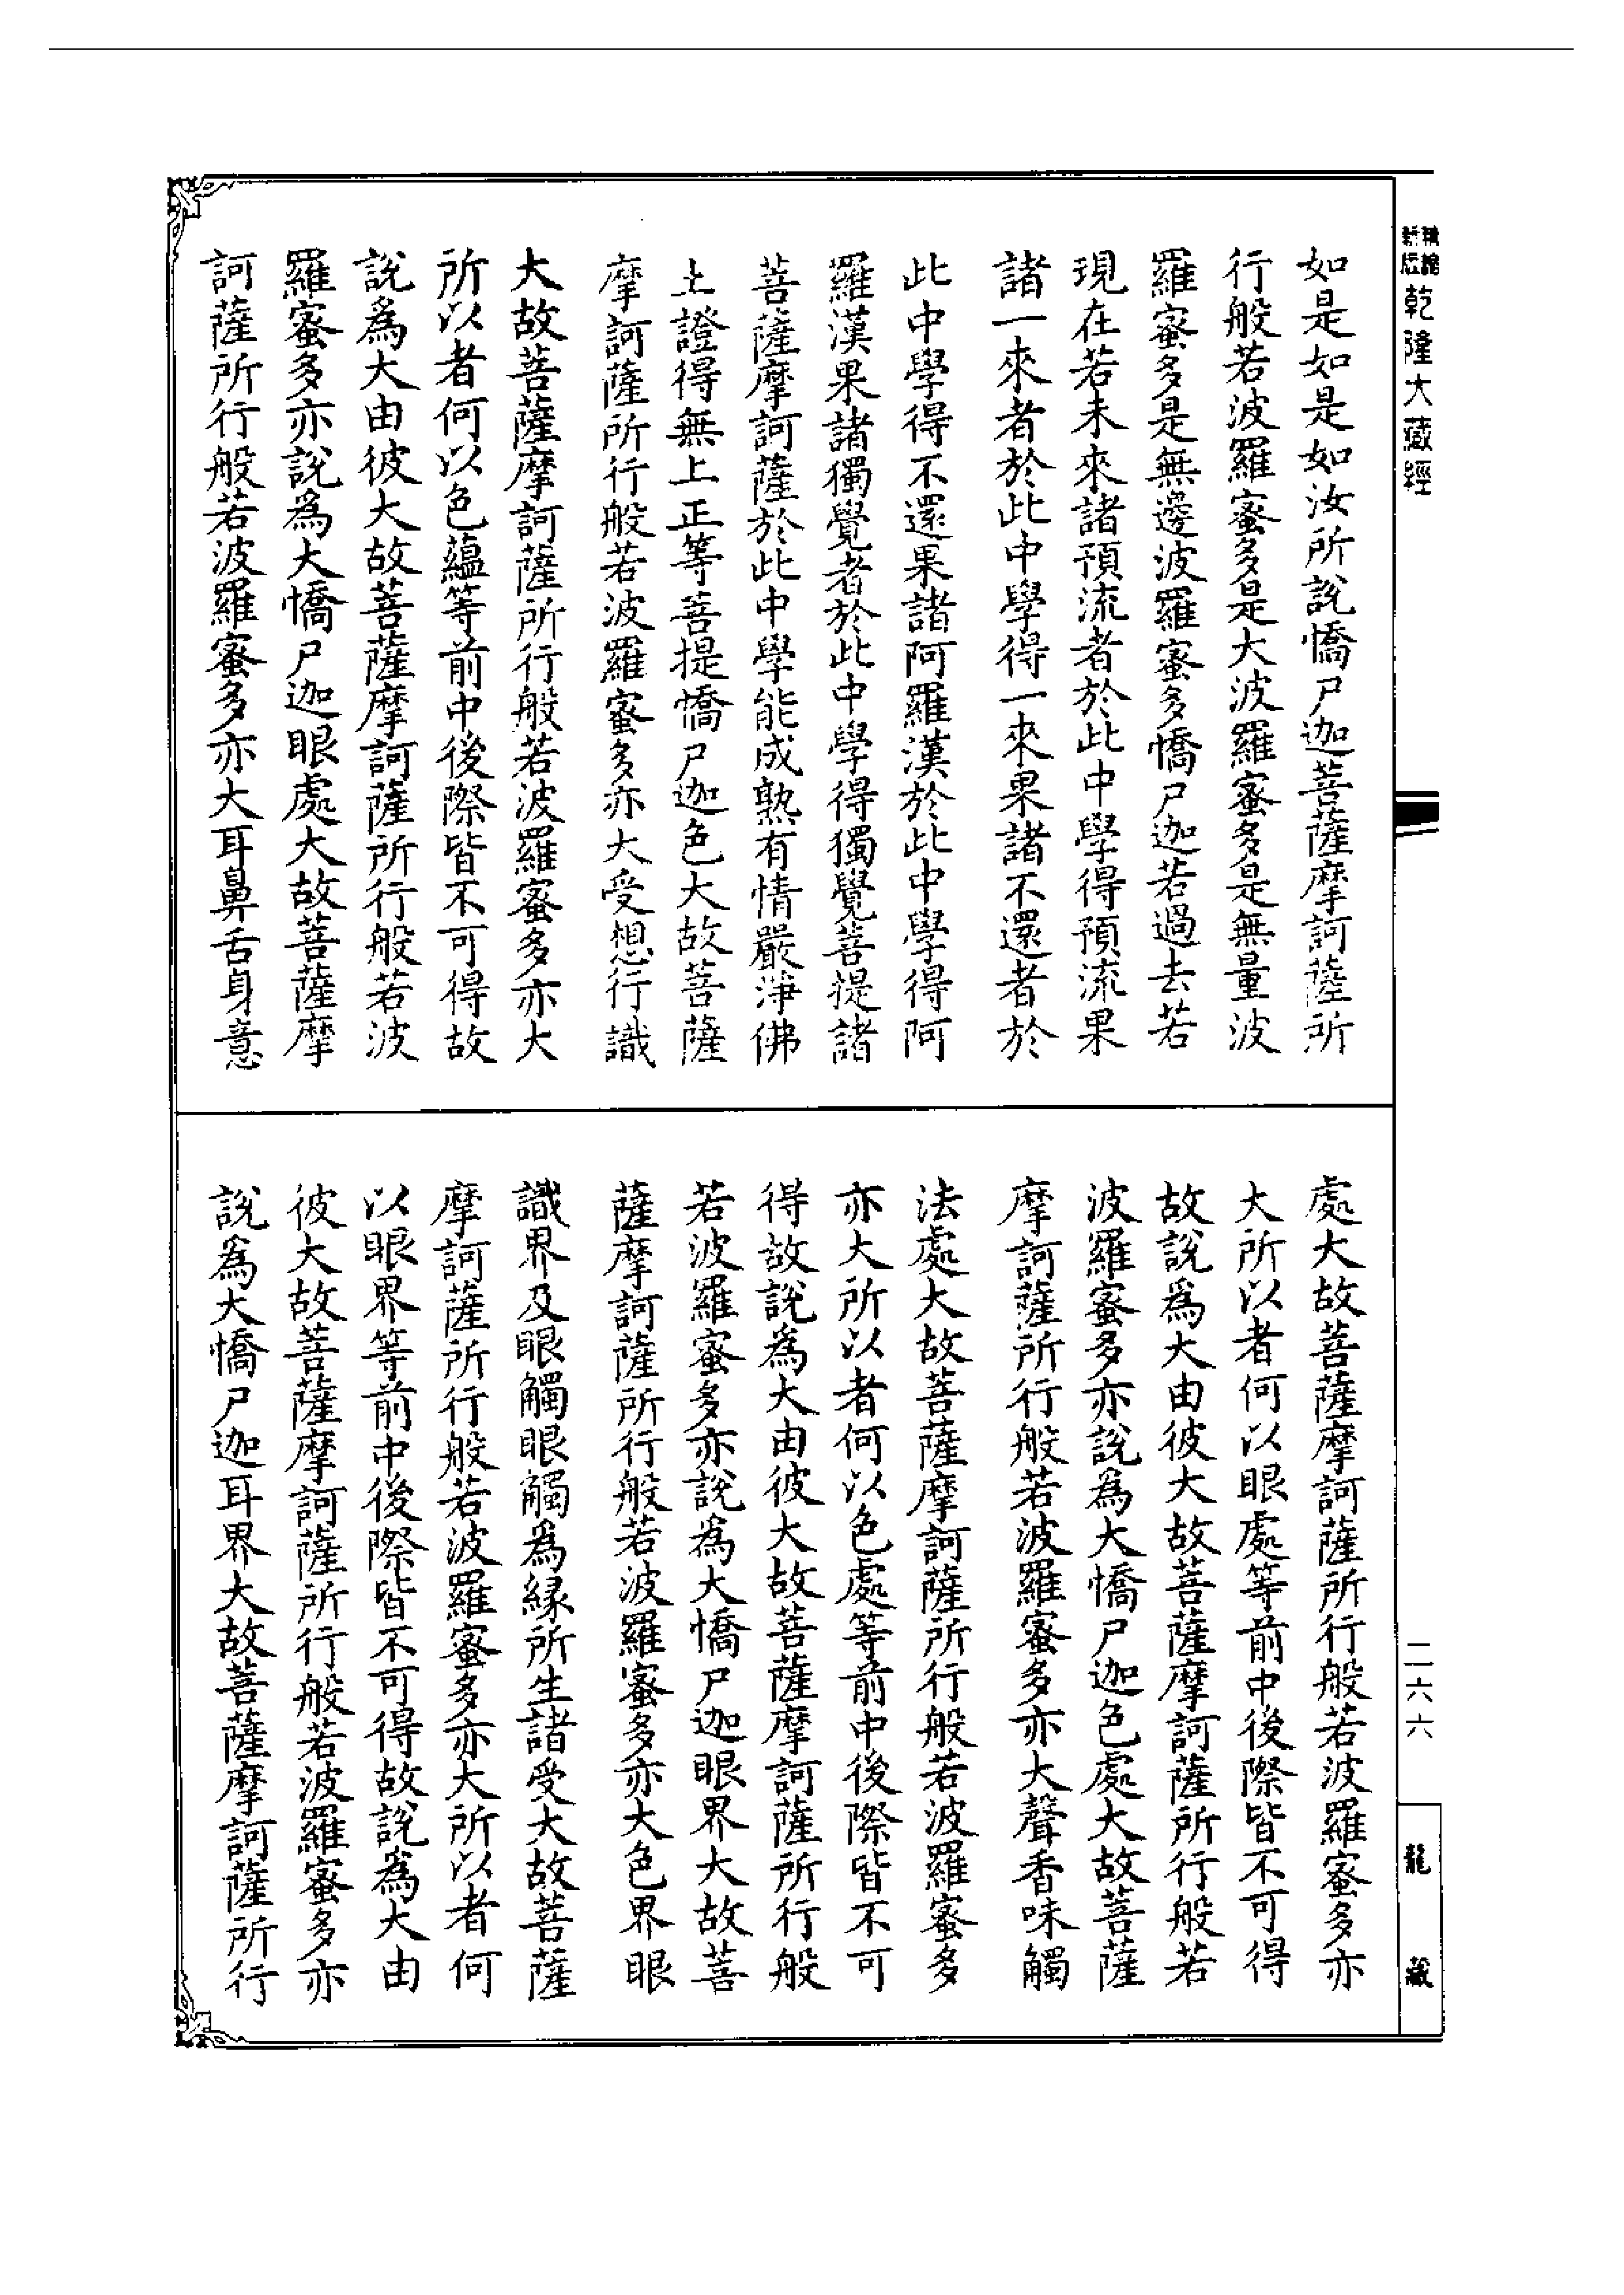 乾隆大藏經
如是如是如汝所說憍尸迦菩薩摩訶薩所
行般若波羅蜜多是大波羅蜜多是無量波
羅蜜多是無邊波羅蜜多憍尸迦若過去若
現在若未來諸預流者於此中學得預流果
諸一來者於此中學得一來果諸不還者於
此中學得不還果諸阿羅漢於此中學得阿
羅漢果諸獨覺者於此中學得獨覺菩提諸
菩薩摩訶薩於此中學能成熟有情嚴淨佛
土證得無上正等菩提憍尸迦色大故菩薩
摩訶薩所行般若波羅蜜多亦大受想行識
大故菩薩摩訶薩所行般若波羅蜜多亦大
所以者何以色蘊等前中後際皆不可得故
說為大由彼大故菩薩摩訶薩所行般若波
羅蜜多亦說為大憍尸迦眼處大故菩薩摩
訶薩所行般若波羅蜜多亦大耳鼻舌身意
處大故菩薩摩訶薩所行般若波羅蜜多亦
大所以者何以眼處等前中後際皆不可得
故說為大由彼大故菩薩摩訶薩所行般若
波羅蜜多亦說為大憍尸迦色處大故菩薩
摩訶薩所行般若波羅蜜多亦大聲香味觸
法處大故菩薩摩訶薩所行般若波羅蜜多
亦大所以者何以色處等前中後際皆不可
得故說為大由彼大故菩薩摩訶薩所行般
若波羅蜜多亦說為大憍尸迦眼界大故菩
薩摩訶薩所行般若波羅蜜多亦大色界眼
識界及眼觸眼觸為緣所生諸受大故菩薩
摩訶薩所行般若波羅蜜多亦大所以者何
以眼界等前中後際皆不可得故說為大由
彼大故菩薩摩訶薩所行般若波羅蜜多亦
說為大憍尸迦耳界大故菩薩摩訶薩所行
二六六
龍藏